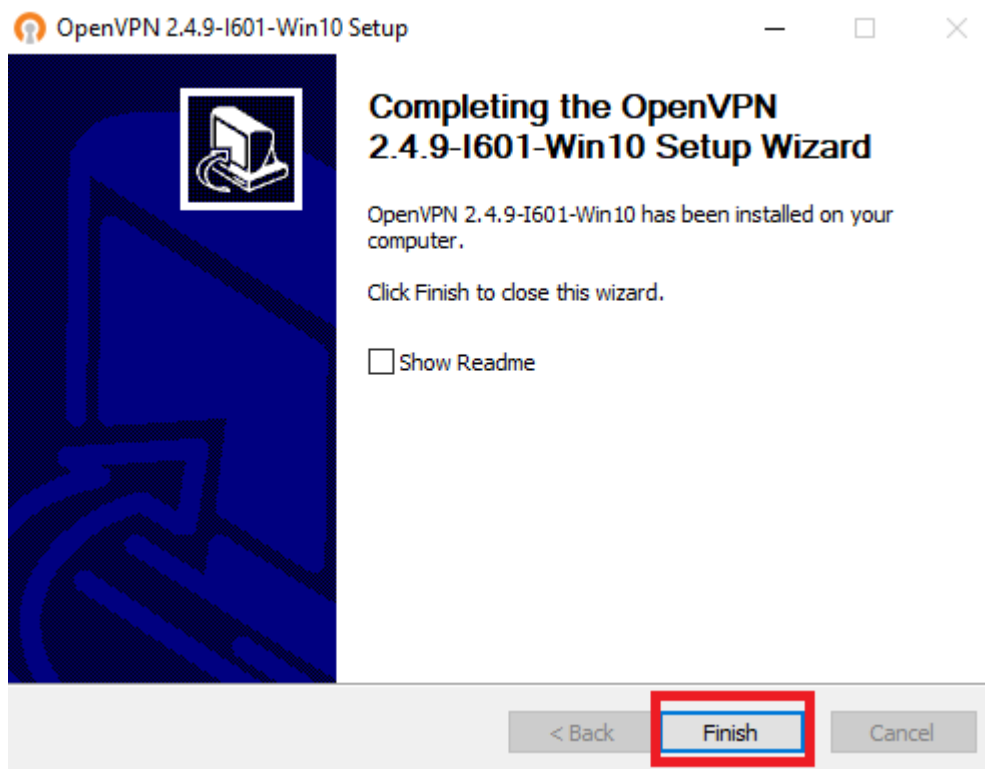 OpenVPN 2.4.9-I601-Win10 Setup
Completing the OpenVPN
2.4.9-I601-Win10 Setup Wizard
OpenVPN 2.4.9-I601-Win10 has been installed on your
computer.
Click Finish to close this wizard.
Show Readme
< Back
Finish
Cancel